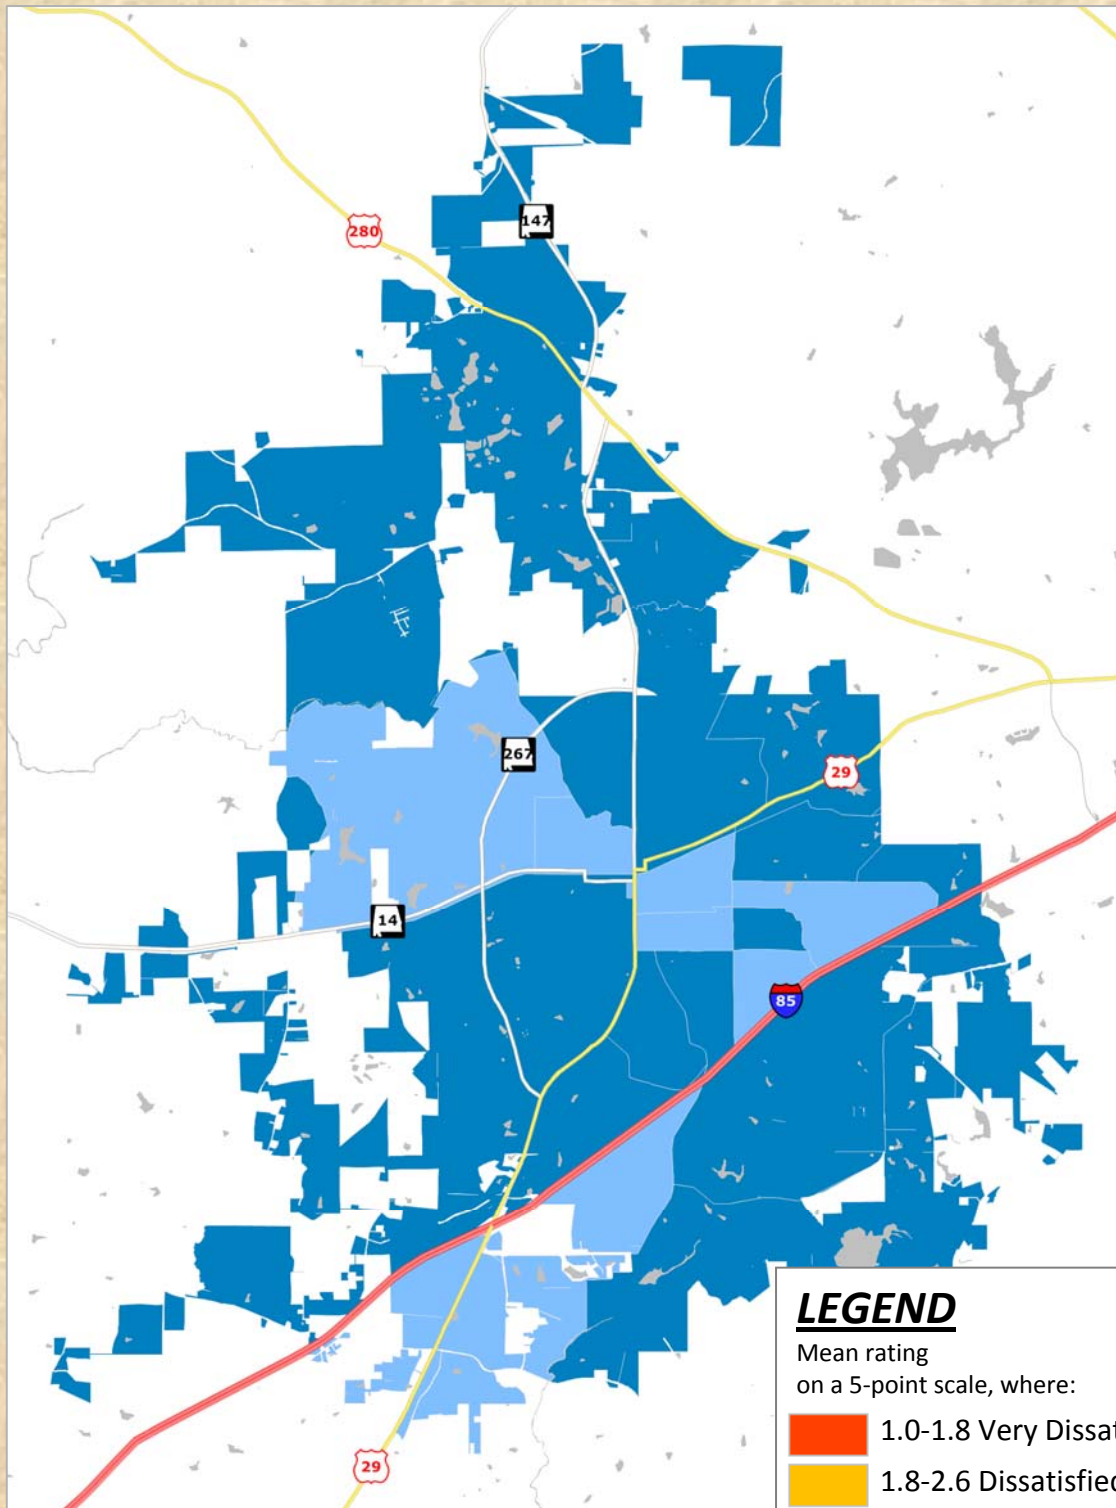 147
280
267
29
14
85
29
LEGEND
Mean rating
on a 5-point scale, where:
1.0-1.8 Very
1.8-2.6 Dissatisfied